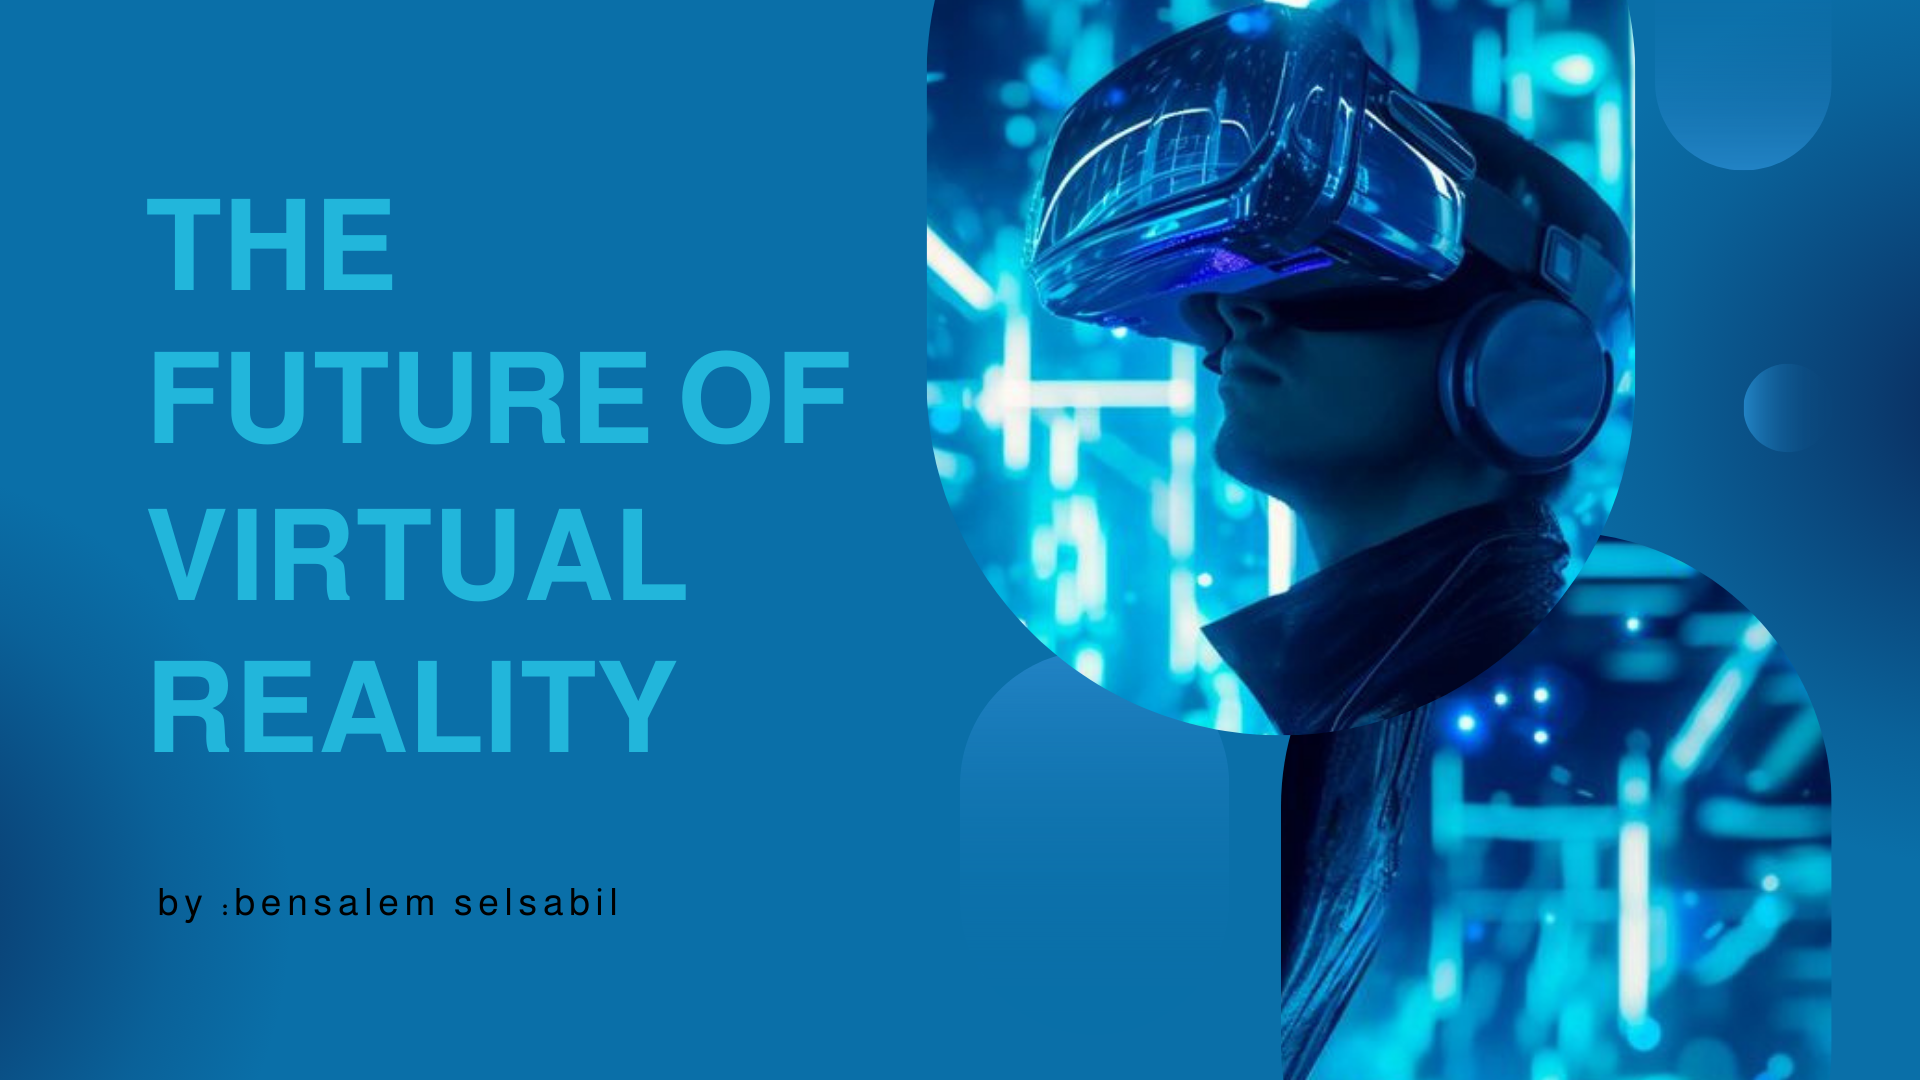 THE
FUTURE OF
VIRTUAL
REALITY
by :bensalem selsabil